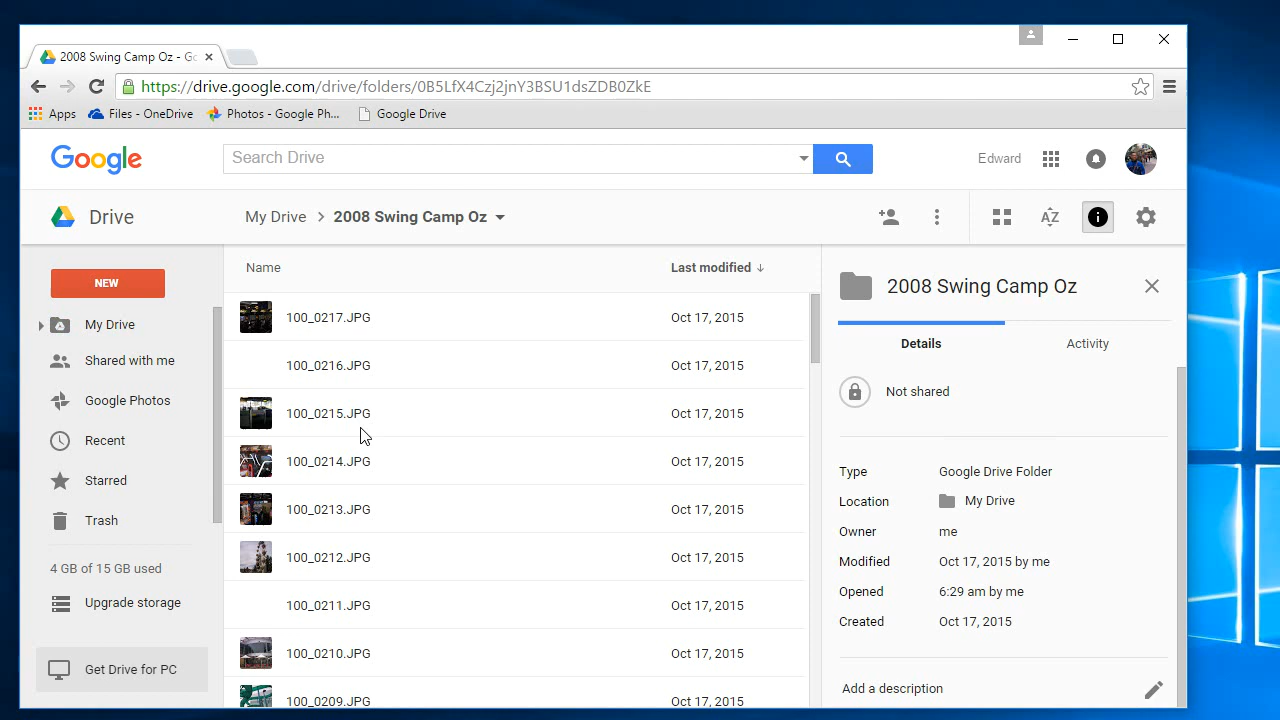 2008 Swing Camp Oz - Go
https://drive.google.com/drive/folders/0B5LfX4Czj2jnY3BSU1dsZDB0ZkE
Apps Files - OneDrive Photos - Google Ph... Google Drive
Google Search Drive Edward
Drive My Drive > 2008 Swing Camp Oz AZ
NEW
My Drive
Shared with me
Google Photos
Recent
Starred
Trash
4 GB of 15 GB used
Upgrade storage
Get Drive for PC
Name Last modified
100_0217.JPG Oct 17, 2015
100_0216.JPG Oct 17, 2015
100_0215.JPG Oct 17, 2015
100_0214.JPG Oct 17, 2015
100_0213.JPG Oct 17, 2015
100_0212.JPG Oct 17, 2015
100_0211.JPG Oct 17, 2015
100_0210.JPG Oct 17, 2015
100_0209.JPG Oct 17, 2015
2008 Swing Camp Oz
Details Activity
Not shared
Type Google Drive Folder
Location My Drive
Owner me
Modified Oct 17, 2015 by me
Opened 6:29 am by me
Created Oct 17, 2015
Add a description